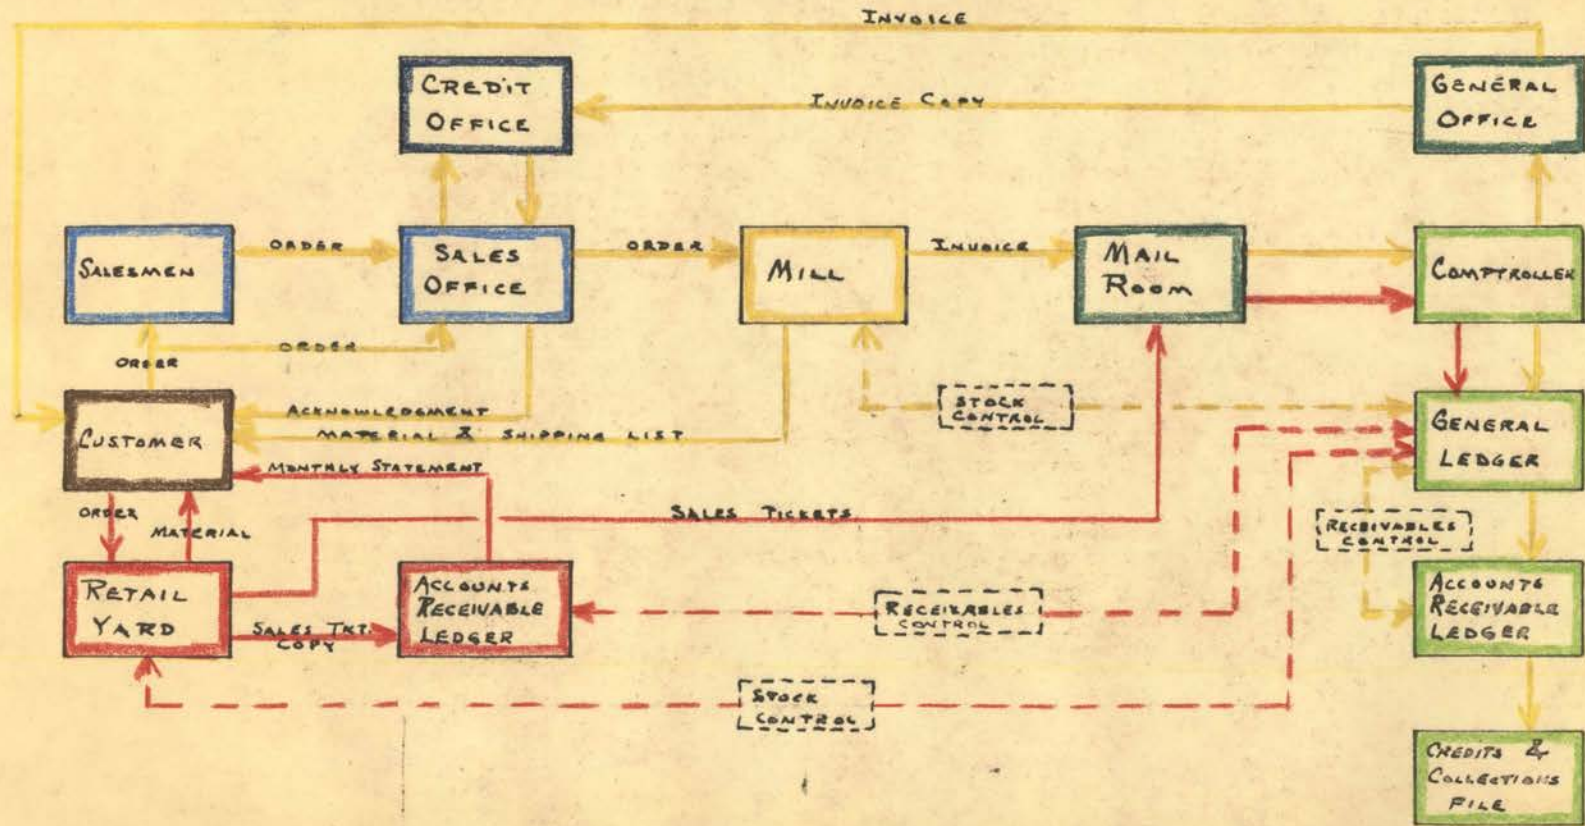 INVOICE
CREDIT
OFFICE
INVOICE COPY
GENERAL
OFFICE
SALESMEN
ORDER
SALES
OFFICE
ORDER
MILL
INVOICE
MAIL
ROOM
COMPTROLLER
ORDER
ORDER
CUSTOMER
ACKNOWLEDGMENT
MATERIAL & SHIPPING LIST
MONTHLY STATEMENT
STOCK
CONTROL
GENERAL
LEDGER
ORDER
MATERIAL
SALES TICKETS
RECEIVABLES
CONTROL
RETAIL
YARD
SALES TKT.
COPY
ACCOUNTS
RECEIVABLE
LEDGER
RECEIVABLES
CONTROL
ACCOUNTS
RECEIVABLE
LEDGER
STOCK
CONTROL
CREDITS &
COLLECTIONS
FILE